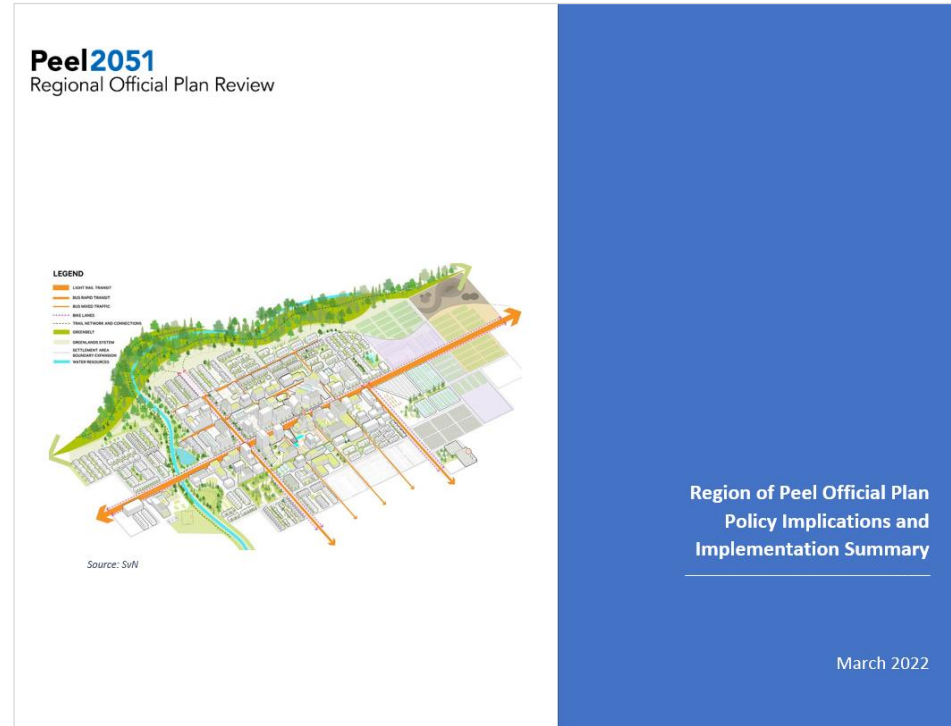 Peel2051
Regional Official Plan Review
LEGEND
LIGHT RAIL TRANSIT
BUS RAPID TRANSIT
BUS MIXED TRAFFIC
BIKE LANES
TRAIL NETWORK AND CONNECTIONS
GREENBELT
GREENLANDS SYSTEM
SETTLEMENT AREA
BOUNDARY EXPANSION
WATER RESOURCES
Source: SvN
Region of Peel Official Plan
Policy Implications and
Implementation Summary
March 2022